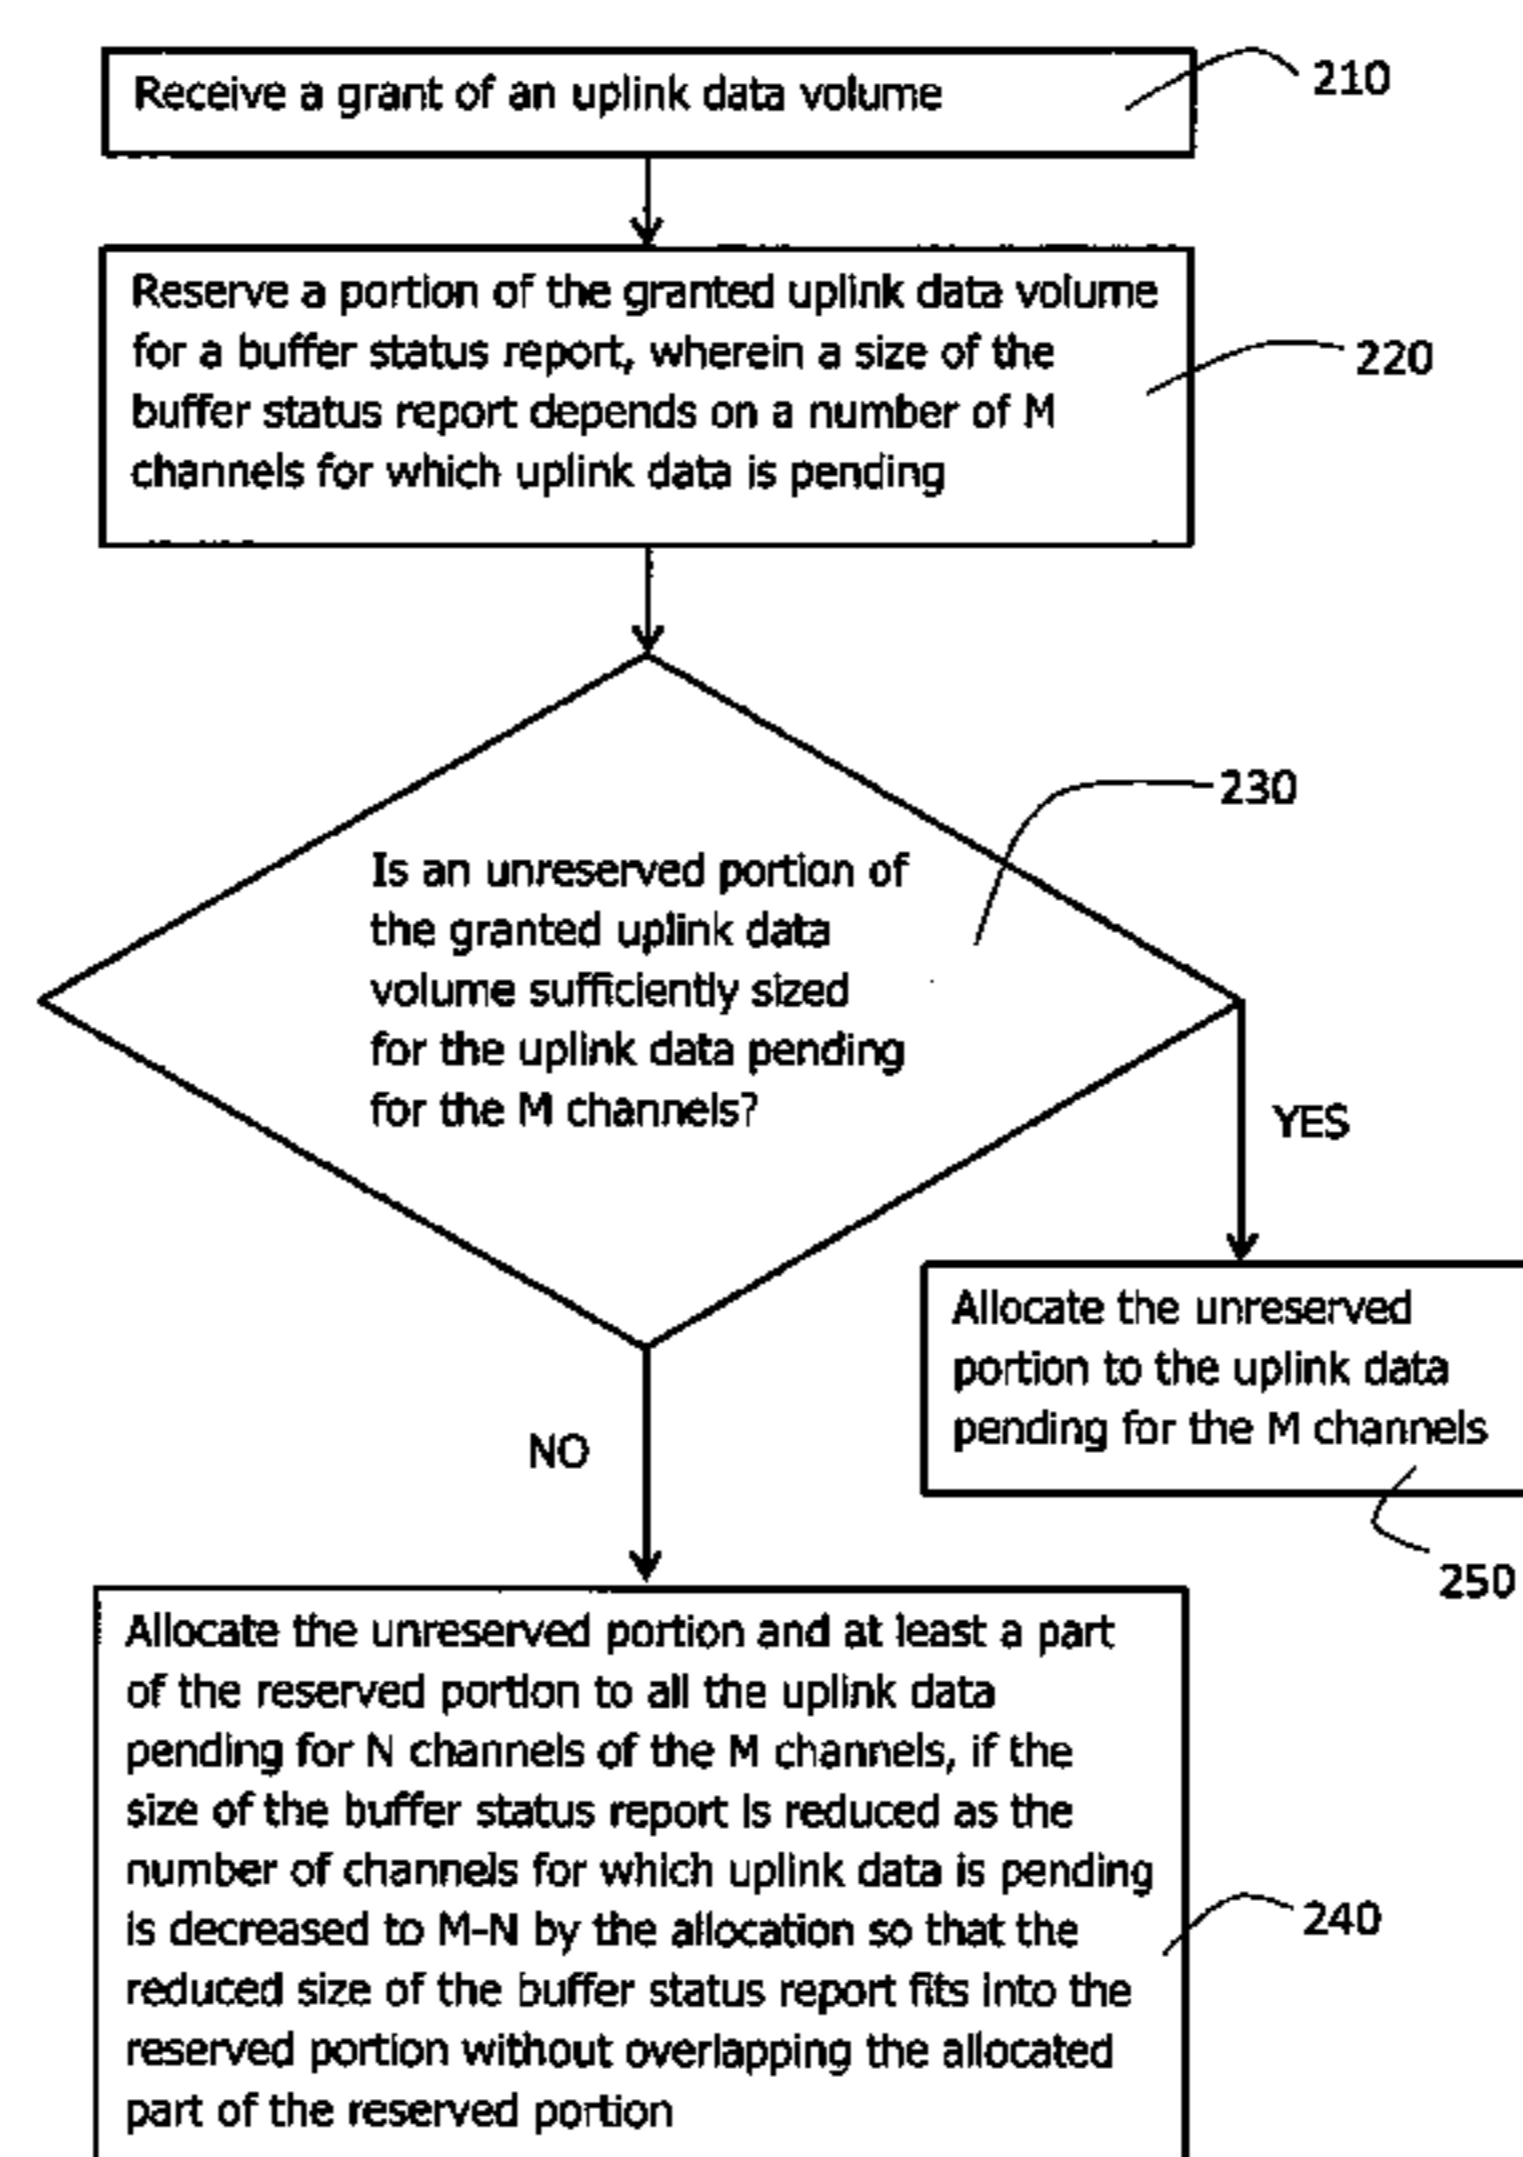 Receive a grant of an uplink data volume
210
Reserve a portion of the granted uplink data volume
for a buffer status report, wherein a size of the
buffer status report depends on a number of M
channels for which uplink data is pending
220
230
Is an unreserved portion of
the granted uplink data
volume sufficiently sized
for the uplink data pending
for the M channels?
YES
Allocate the unreserved
portion to the uplink data
pending for the M channels
250
NO
Allocate the unreserved portion and at least a part
of the reserved portion to all the uplink data
pending for N channels of the M channels, if the
size of the buffer status report is reduced as the
number of channels for which uplink data is pending
is decreased to M-N by the allocation so that the
reduced size of the buffer status report fits into the
reserved portion without overlapping the allocated
part of the reserved portion
240